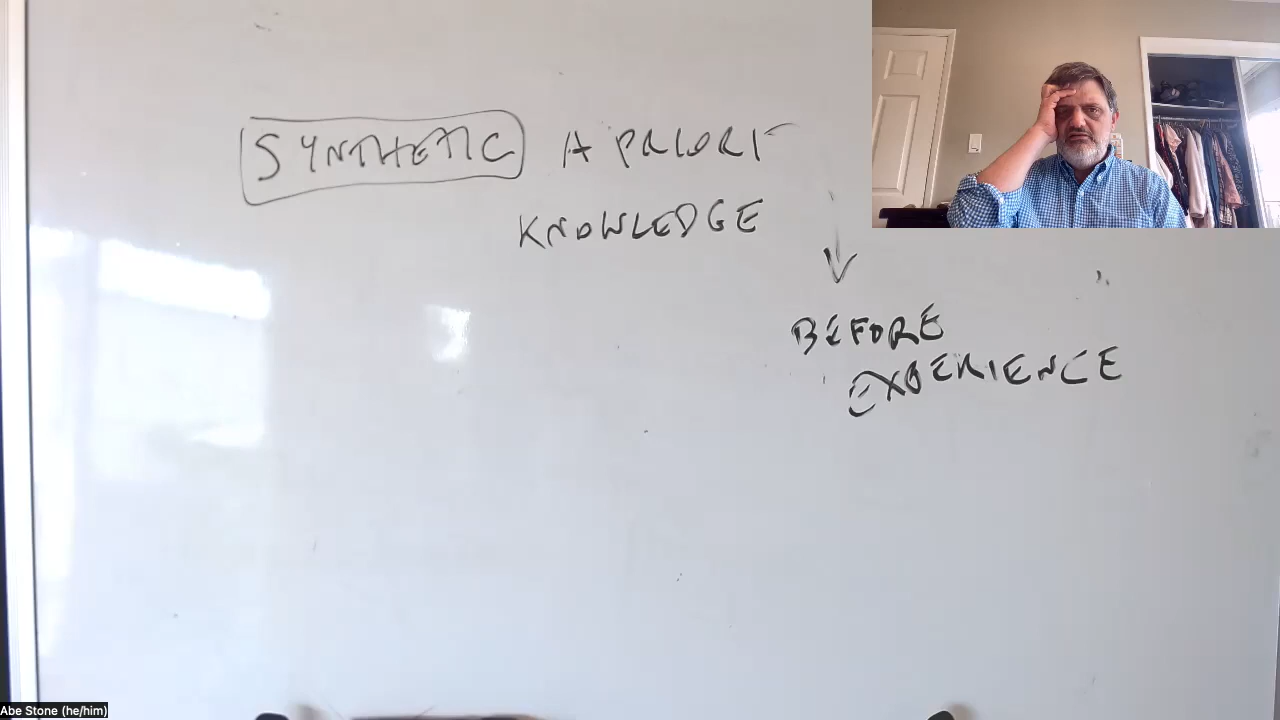 SYNTHETIC A PRIORI
KNOWLEDGE
BEFORE
EXPERIENCE
Abe Stone (he/him)